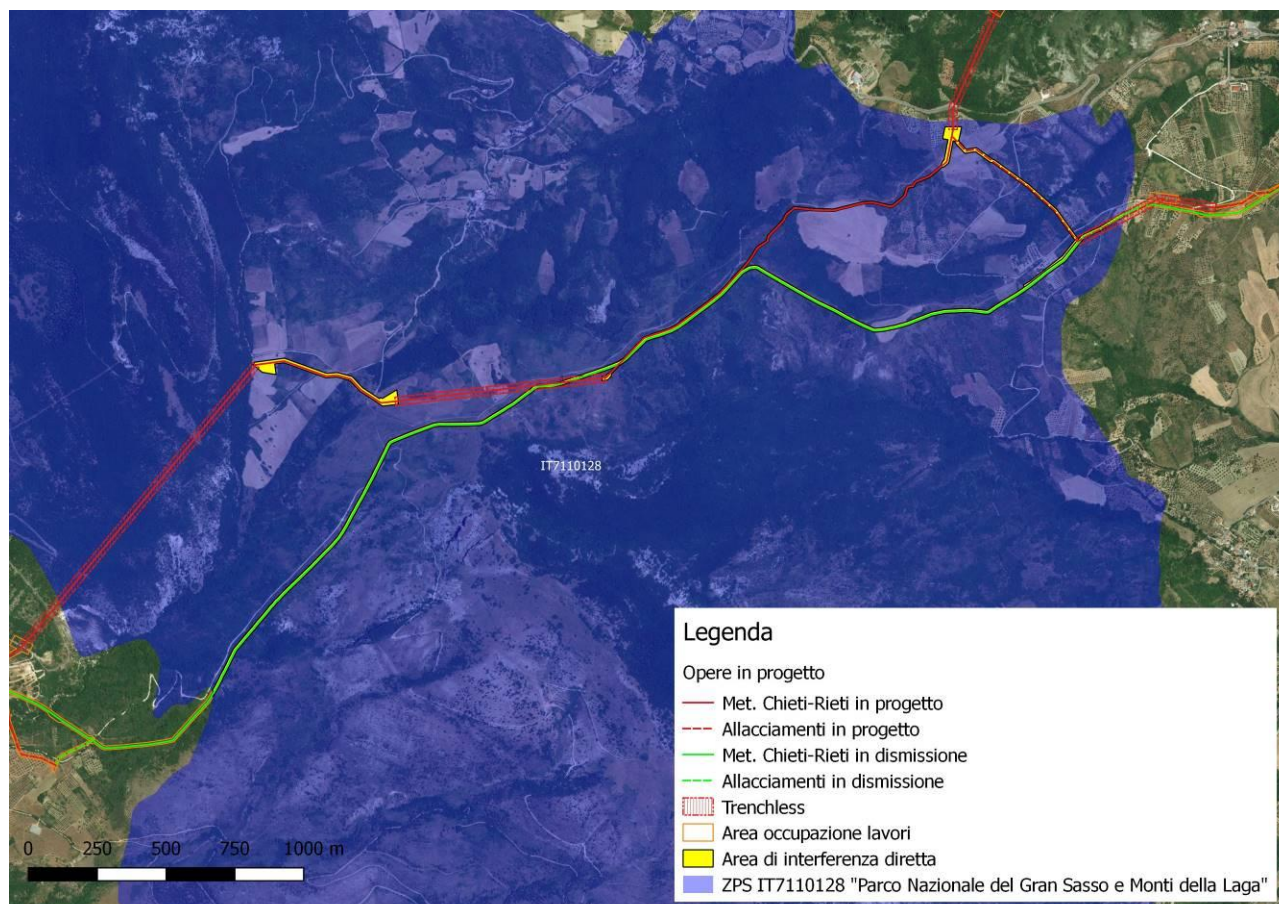 IT7110128
Legenda
Opere in progetto
Met. Chieti-Rieti in progetto
Allacciamenti in progetto
Met. Chieti-Rieti in dismissione
Allacciamenti in dismissione
Trenchless
Area occupazione lavori
Area di interferenza diretta
ZPS IT7110128 "Parco Nazionale del Gran Sasso e Monti della Laga"
0 250 500 750 1000 m